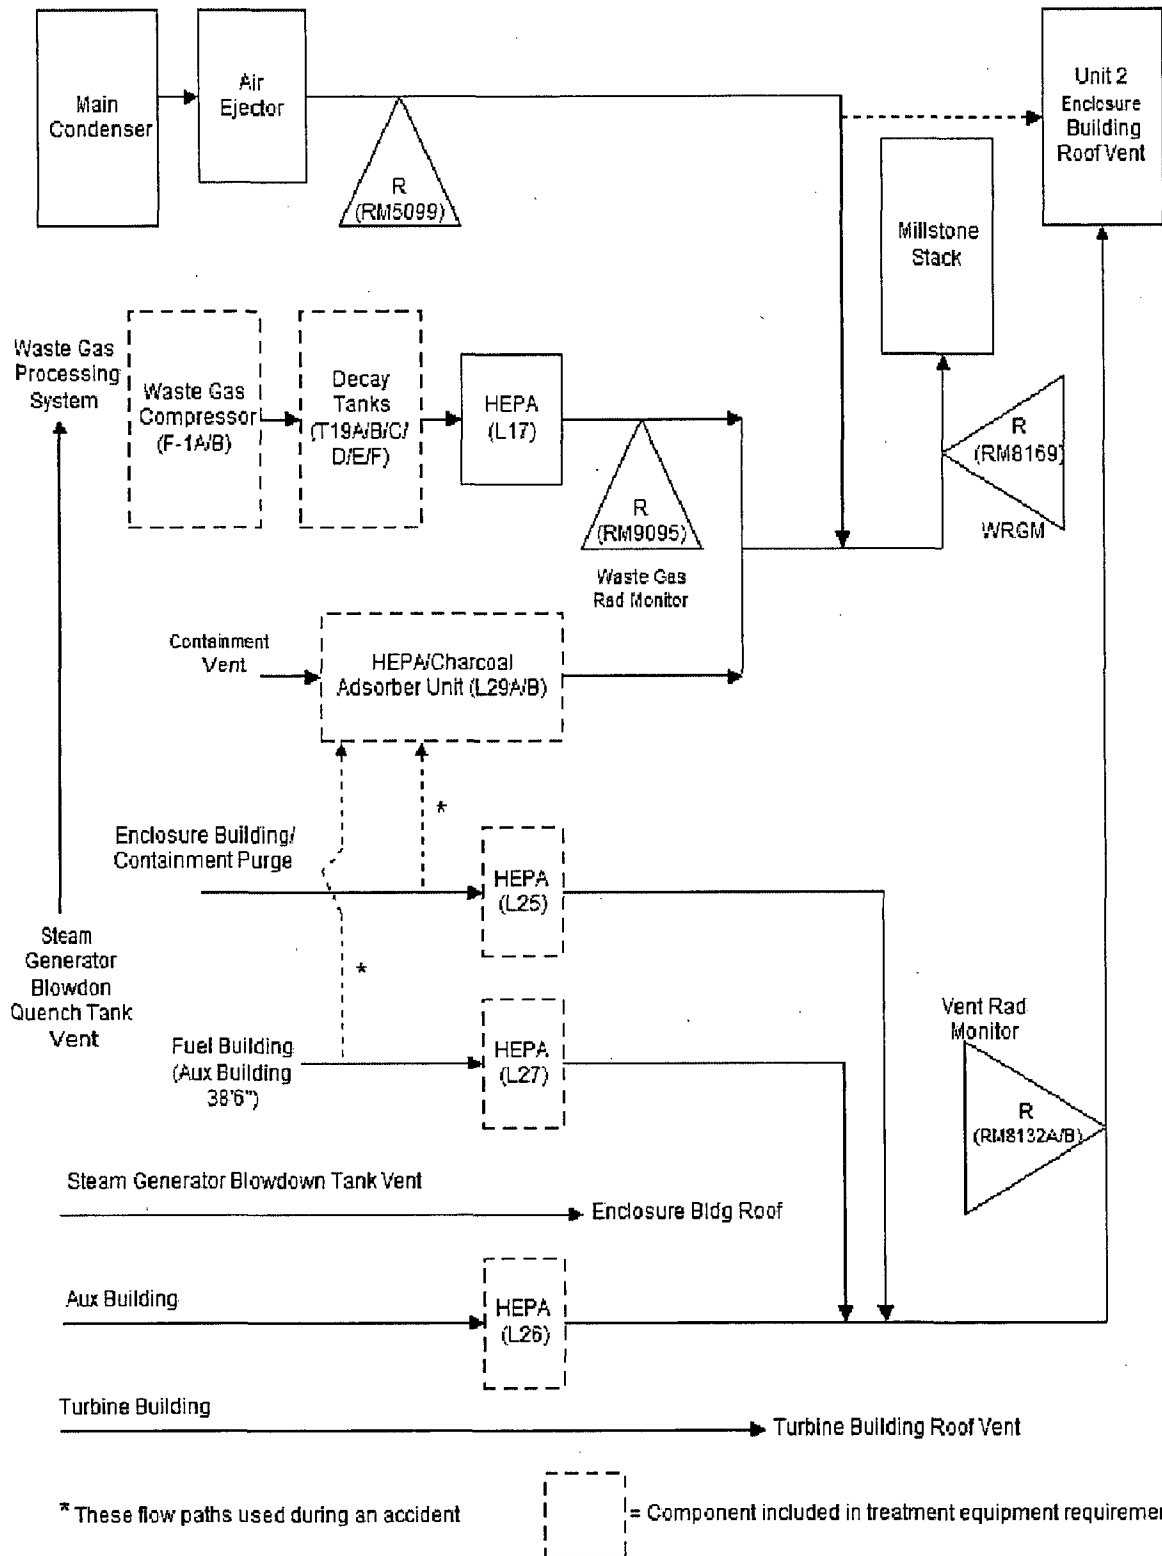 Main
Condenser
Air
Ejector
R
(RM5099)
Unit 2
Enclosure
Building
Roof Vent
Millstone
Stack
Waste Gas
Processing
System
Waste Gas
Compressor
(F-1A/B)
Decay
Tanks
(T19A/B/C/
D/E/F)
HEPA
(L17)
R
(RM9095)
Waste Gas
Rad Monitor
R
(RM8169)
WRGM
Containment
Vent
HEPA/Charcoal
Adsorber Unit (L29A/B)
*
Enclosure Building/
Containment Purge
HEPA
(L25)
*
Steam
Generator
Blowdon
Quench Tank
Vent
Fuel Building
(Aux Building
38'6")
HEPA
(L27)
Vent Rad
Monitor
R
(RM8132A/B)
Steam Generator Blowdown Tank Vent
Enclosure Bldg Roof
Aux Building
HEPA
(L26)
Turbine Building
Turbine Building Roof Vent
* These flow paths used during an accident
= Component included in treatment equipment requireme